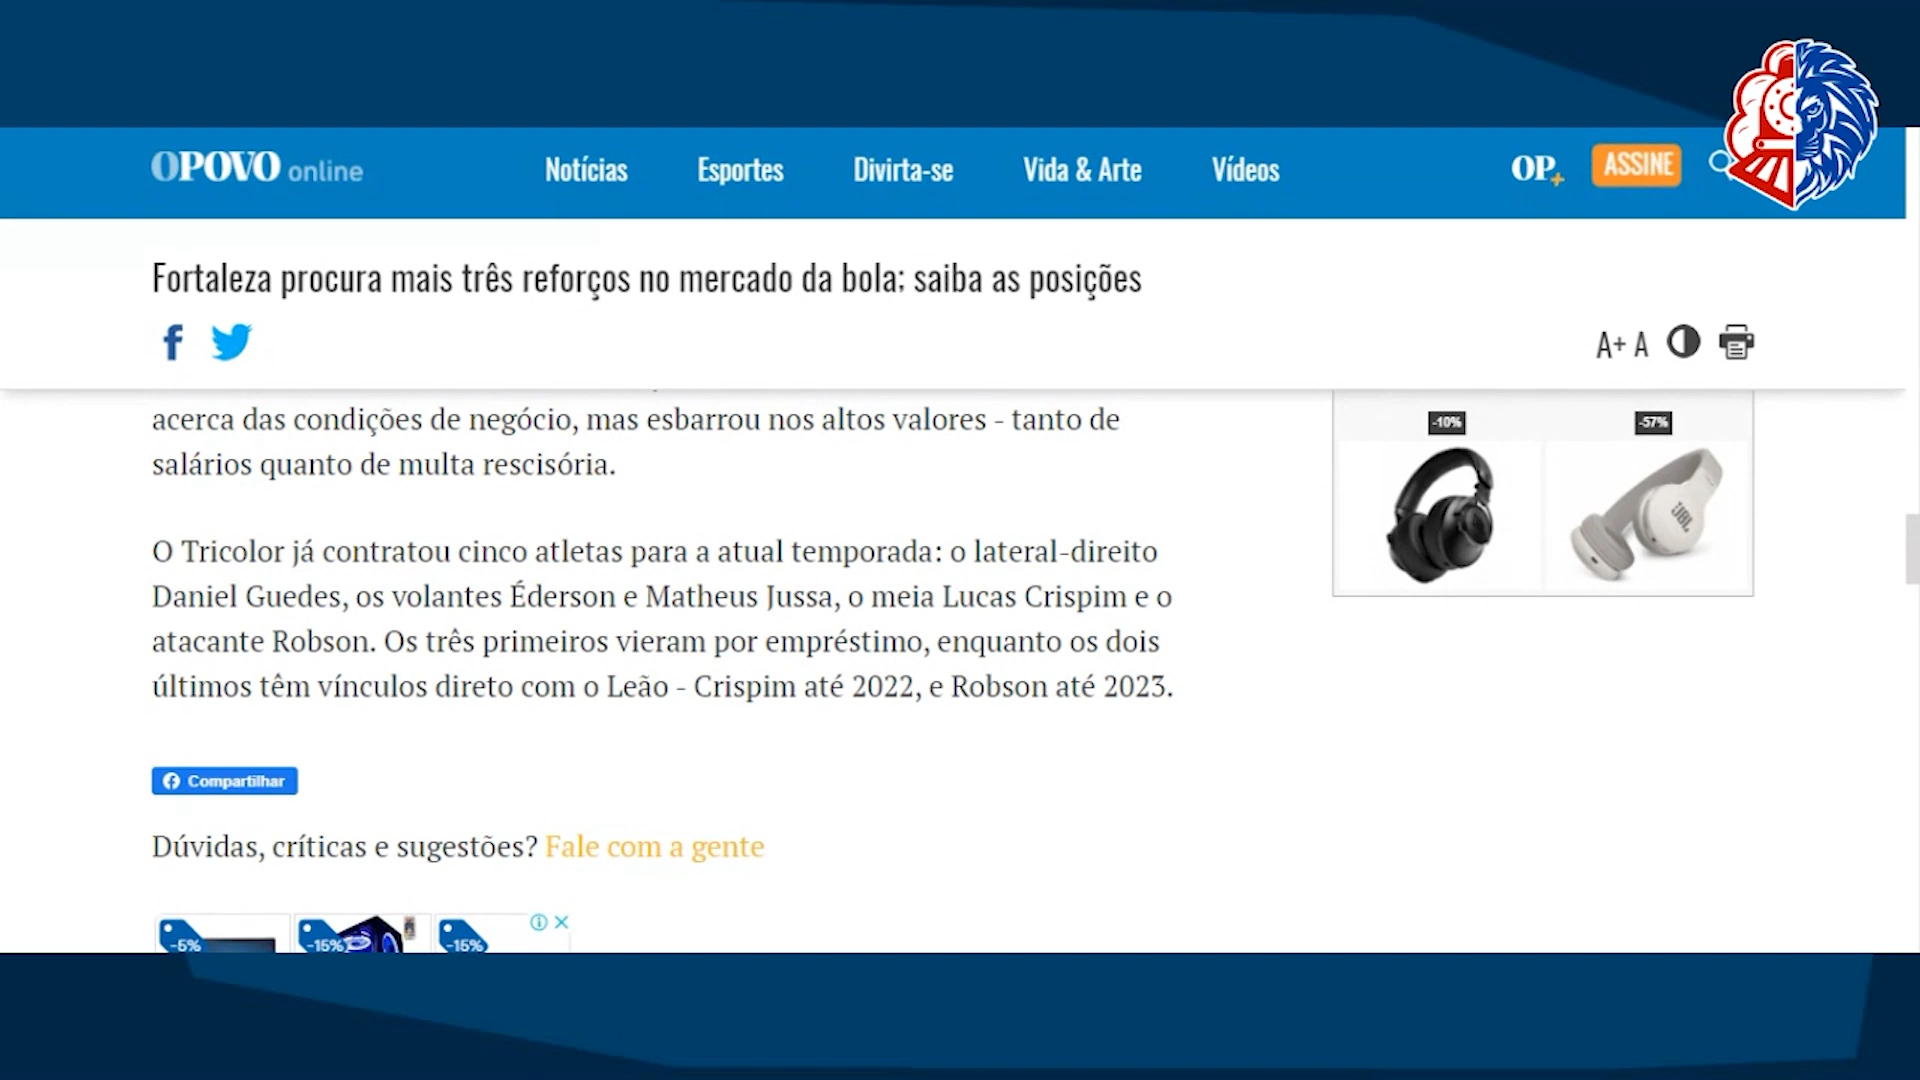 OPOVO online
Notícias
Esportes
Divirta-se
Vida & Arte
Vídeos
OP+
ASSINE
Fortaleza procura mais três reforços no mercado da bola; saiba as posições
A+ A
acerca das condições de negócio, mas esbarrou nos altos valores - tanto de
salários quanto de multa rescisória.
-10%
-57%
JBL
O Tricolor já contratou cinco atletas para a atual temporada: o lateral-direito
Daniel Guedes, os volantes Éderson e Matheus Jussa, o meia Lucas Crispim e o
atacante Robson. Os três primeiros vieram por empréstimo, enquanto os dois
últimos têm vínculos direto com o Leão - Crispim até 2022, e Robson até 2023.
Compartilhar
Dúvidas, críticas e sugestões? Fale com a gente
-5%
-15%
-15%